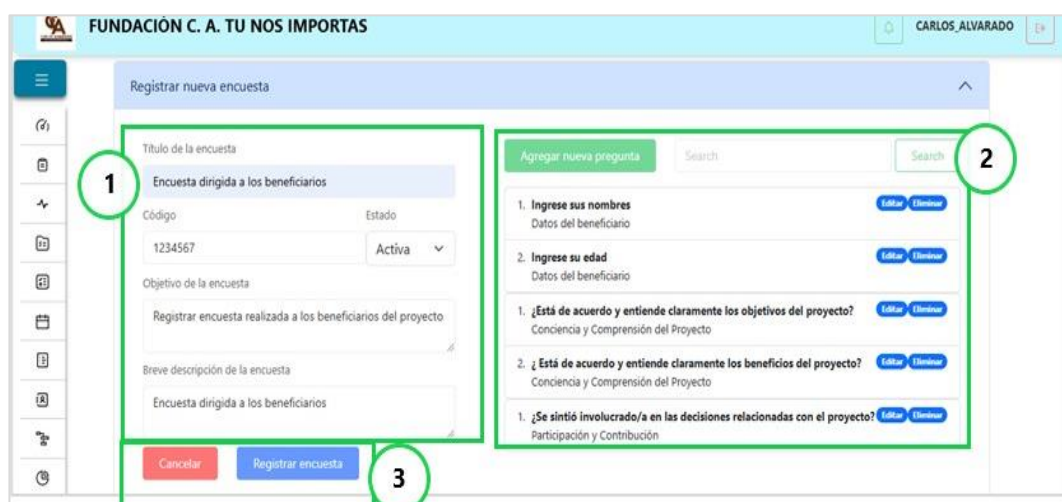 FUNDACIÓN C. A. TU NOS IMPORTAS
CARLOS_ALVARADO
Registrar nueva encuesta
1
Título de la encuesta
Encuesta dirigida a los beneficiarios
Código
Estado
1234567
Activa
Objetivo de la encuesta
Registrar encuesta realizada a los beneficiarios del proyecto
Breve descripción de la encuesta
Encuesta dirigida a los beneficiarios
2
Agregar nueva pregunta
Search
Search
1. Ingrese sus nombres
Editar Eliminar
Datos del beneficiario
2. Ingrese su edad
Editar Eliminar
Datos del beneficiario
1. ¿Está de acuerdo y entiende claramente los objetivos del proyecto?
Editar Eliminar
Conciencia y Comprensión del Proyecto
2. ¿ Está de acuerdo y entiende claramente los beneficios del proyecto?
Editar Eliminar
Conciencia y Comprensión del Proyecto
1. ¿Se sintió involucrado/a en las decisiones relacionadas con el proyecto?
Editar Eliminar
Participación y Contribución
Cancelar
Registrar encuesta
3